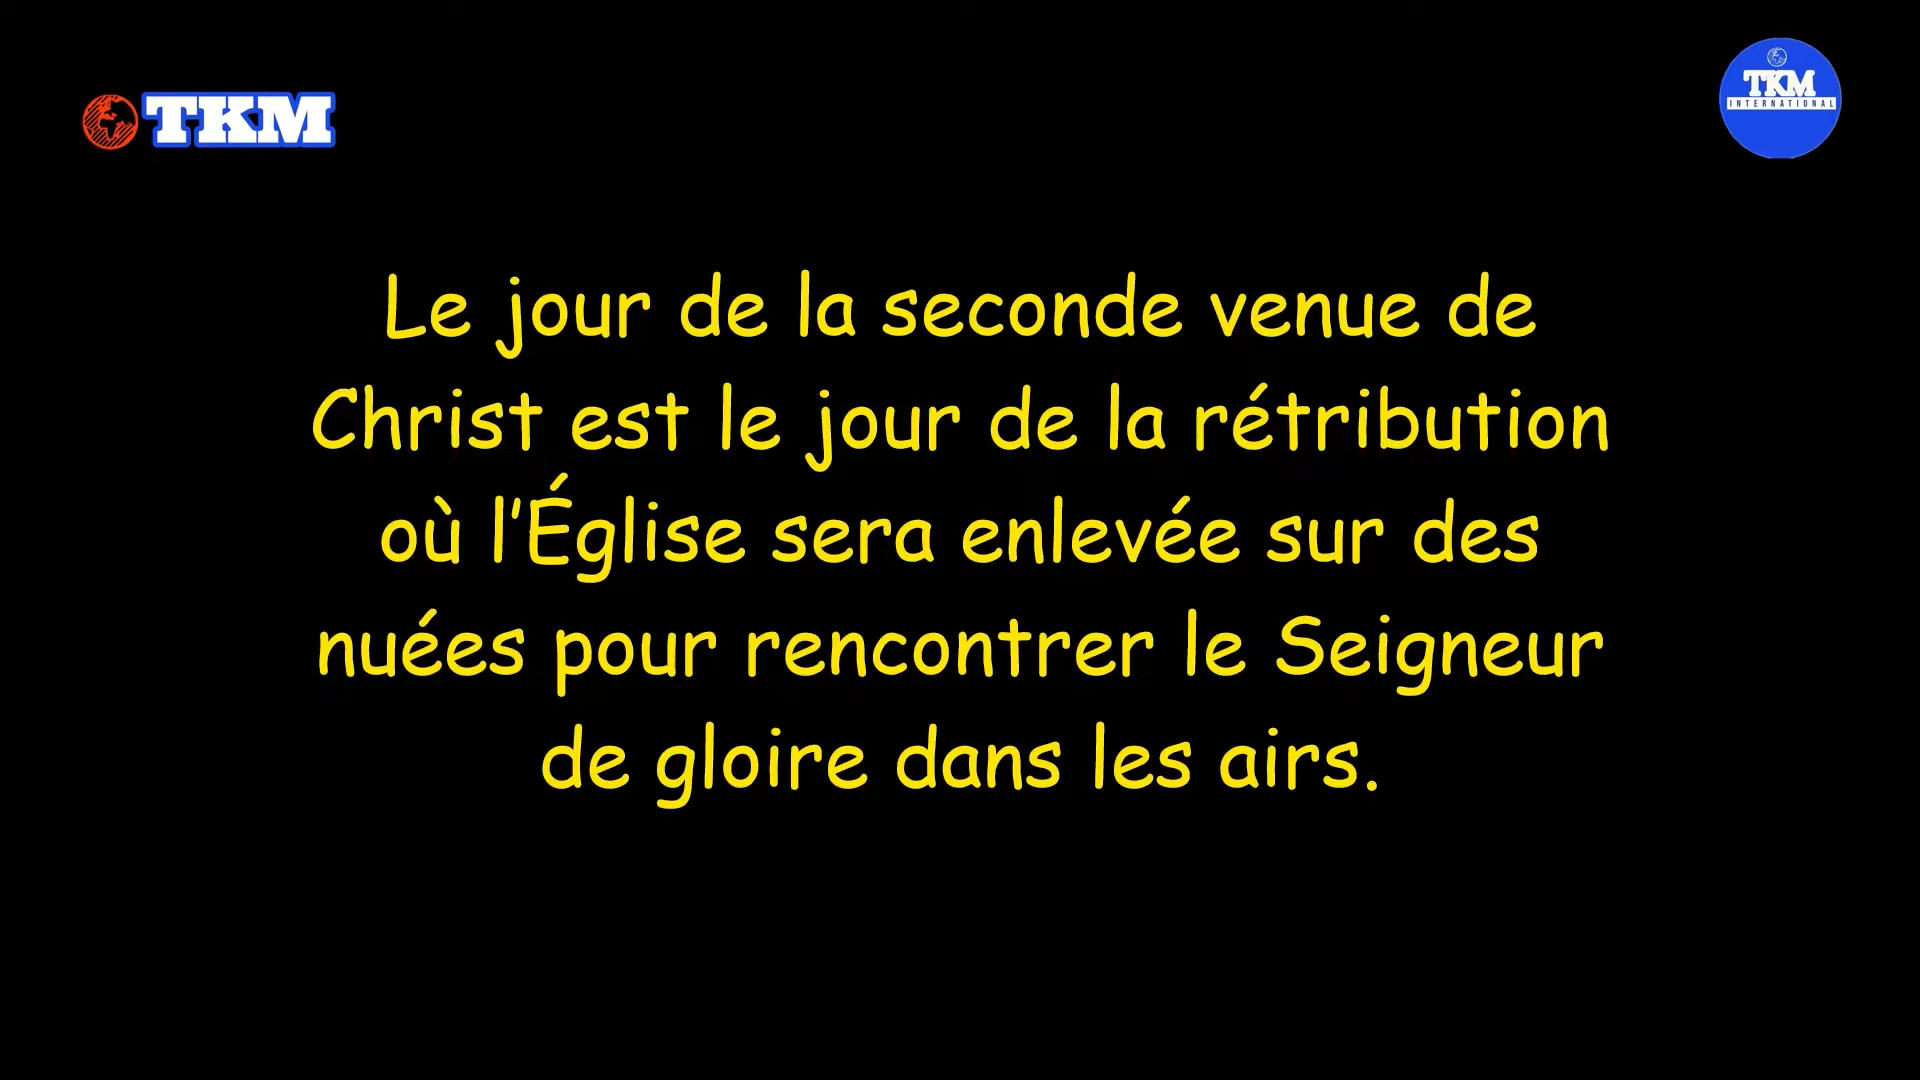 TKM
TKM
INTERNATIONAL
Le jour de la seconde venue de
Christ est le jour de la rétribution
où l'Église sera enlevée sur des
nuées pour rencontrer le Seigneur
de gloire dans les airs.